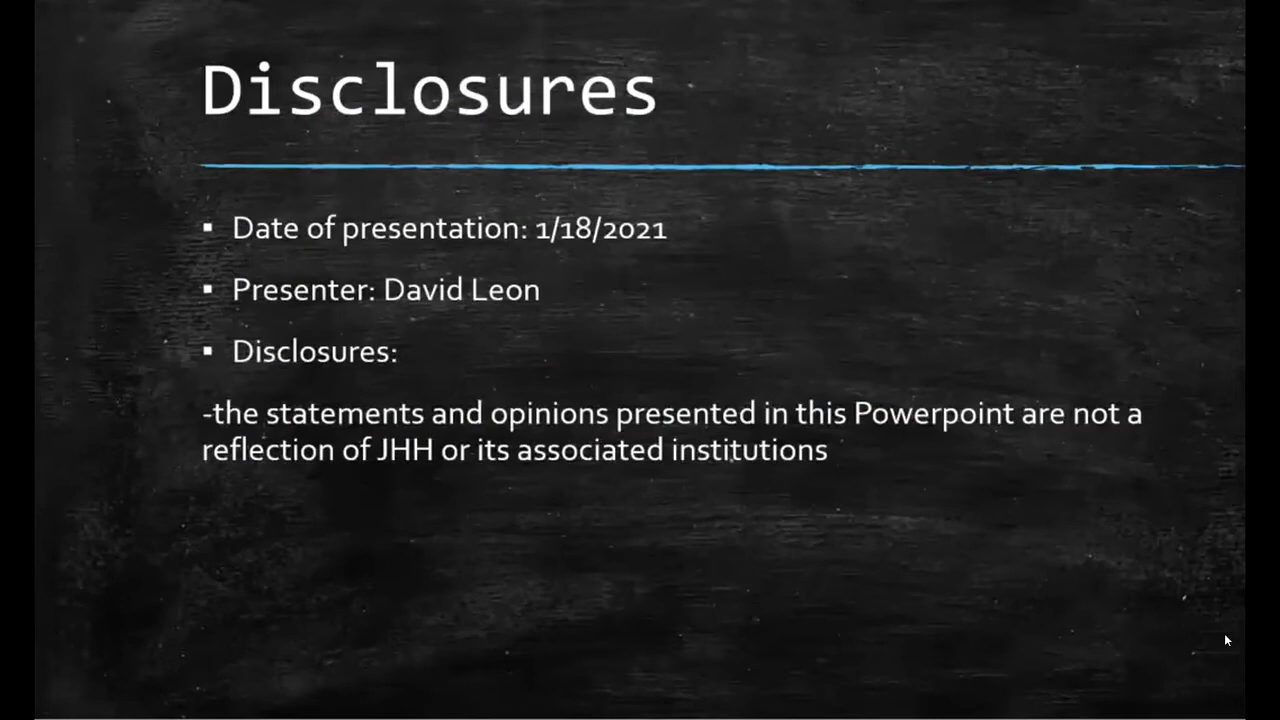 Disclosures
▪ Date of presentation: 1/18/2021
▪ Presenter: David Leon
▪ Disclosures:
-the statements and opinions presented in this Powerpoint are not a
reflection of JHH or its associated institutions